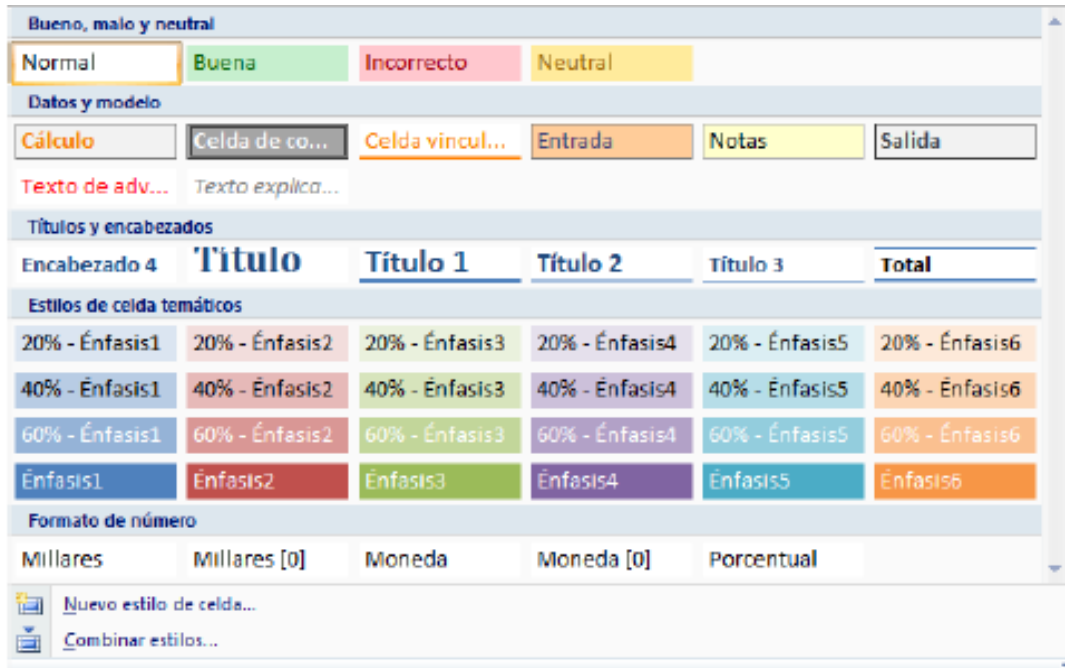 Bueno, malo y neutral
Normal Buena Incorrecto Neutral
Datos y modelo
Cálculo Celda de co... Celda vincul... Entrada Notas Salida
Texto de adv... Texto explica...
Títulos y encabezados
Encabezado 4 Título Título 1 Título 2 Título 3 Total
Estilos de celda temáticos
20% - Énfasis1 20% - Énfasis2 20% - Énfasis3 20% - Énfasis4 20% - Énfasis5 20% - Énfasis6
40% - Énfasis1 40% - Énfasis2 40% - Énfasis3 40% - Énfasis4 40% - Énfasis5 40% - Énfasis6
60% - Énfasis1 60% - Énfasis2 60% - Énfasis3 60% - Énfasis4 60% - Énfasis5 60% - Énfasis6
Énfasis1 Énfasis2 Énfasis3 Énfasis4 Énfasis5 Énfasis6
Formato de número
Millares Millares [0] Moneda Moneda [0] Porcentual
Nuevo estilo de celda...
Combinar estilos...